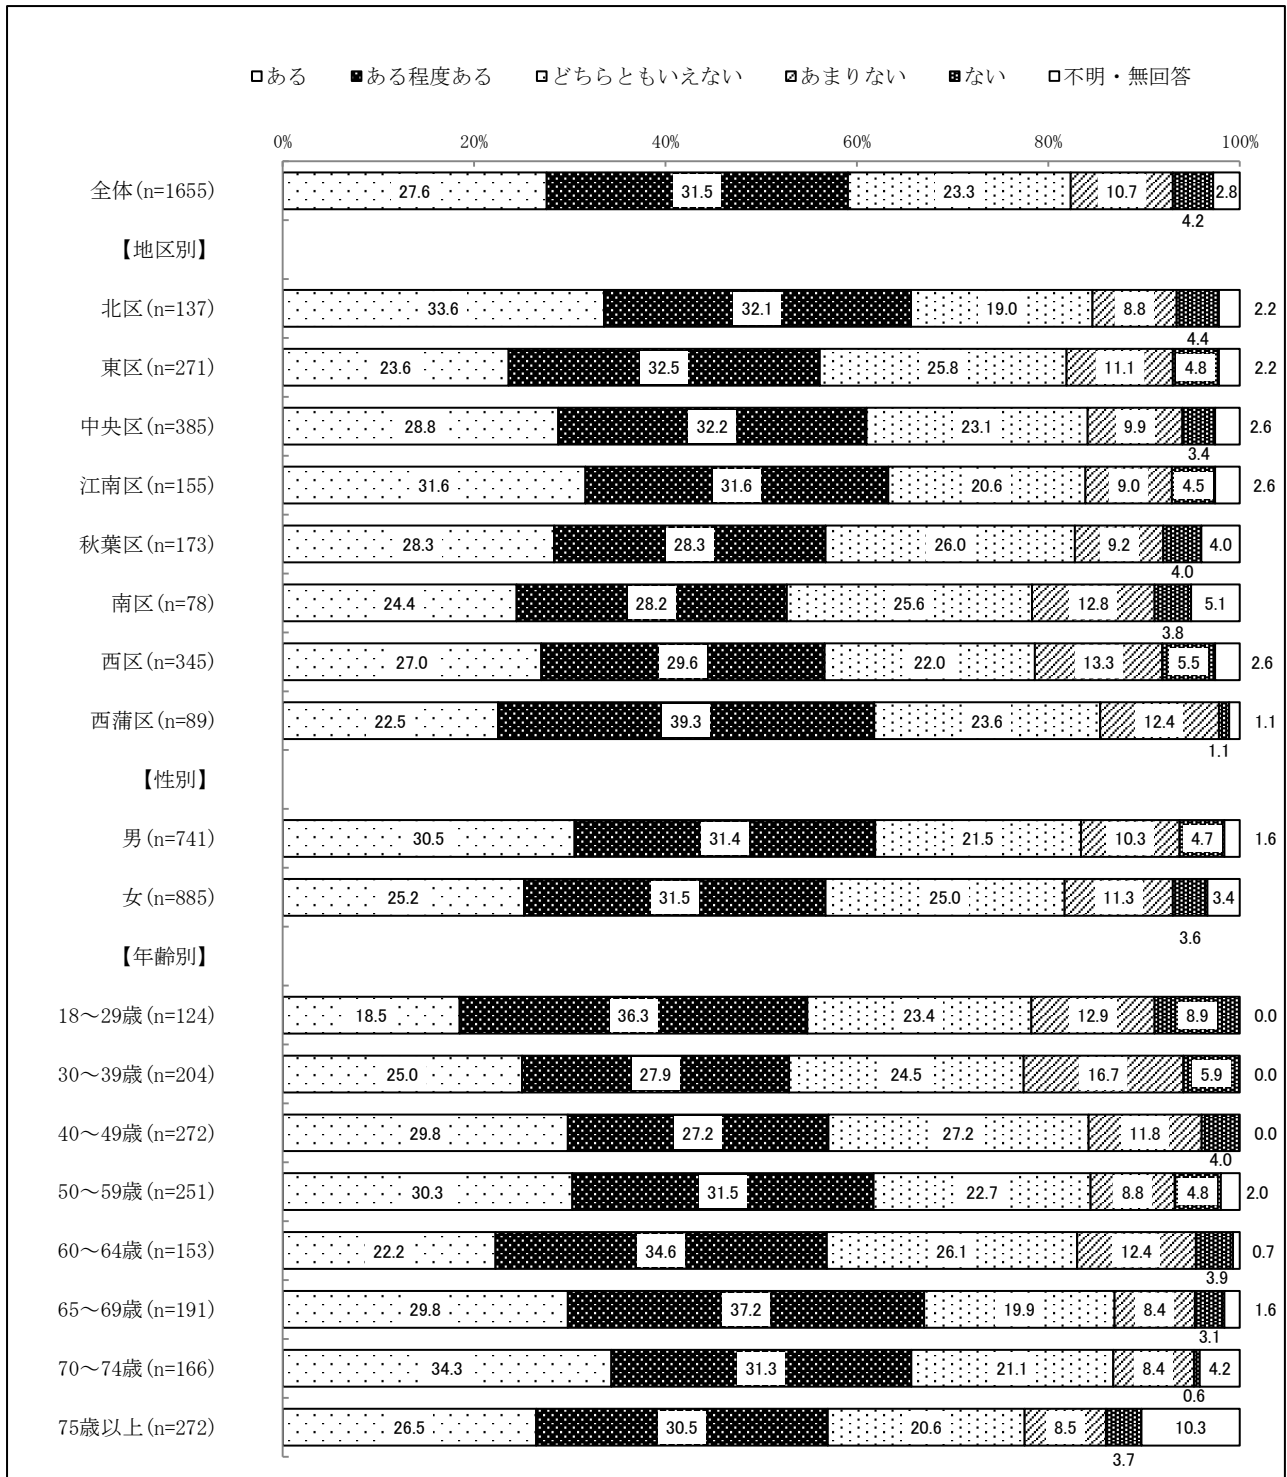 ある ある程度ある どちらともいえない あまりない ない 不明・無回答
0% 20% 40% 60% 80% 100%
全体(n=1655) 27.6 31.5 23.3 10.7 4.2 2.8
【地区別】
北区(n=137) 33.6 32.1 19.0 8.8 4.4 2.2
東区(n=271) 23.6 32.5 25.8 11.1 4.8 2.2
中央区(n=385) 28.8 32.2 23.1 9.9 3.4 2.6
江南区(n=155) 31.6 31.6 20.6 9.0 4.5 2.6
秋葉区(n=173) 28.3 28.3 26.0 9.2 4.0 4.0
南区(n=78) 24.4 28.2 25.6 12.8 3.8 5.1
西区(n=345) 27.0 29.6 22.0 13.3 5.5 2.6
西蒲区(n=89) 22.5 39.3 23.6 12.4 1.1 1.1
【性別】
男(n=741) 30.5 31.4 21.5 10.3 4.7 1.6
女(n=885) 25.2 31.5 25.0 11.3 3.6 3.4
【年齢別】
18～29歳(n=124) 18.5 36.3 23.4 12.9 8.9 0.0
30～39歳(n=204) 25.0 27.9 24.5 16.7 5.9 0.0
40～49歳(n=272) 29.8 27.2 27.2 11.8 4.0 0.0
50～59歳(n=251) 30.3 31.5 22.7 8.8 4.8 2.0
60～64歳(n=153) 22.2 34.6 26.1 12.4 3.9 0.7
65～69歳(n=191) 29.8 37.2 19.9 8.4 3.1 1.6
70～74歳(n=166) 34.3 31.3 21.1 8.4 0.6 4.2
75歳以上(n=272) 26.5 30.5 20.6 8.5 3.7 10.3